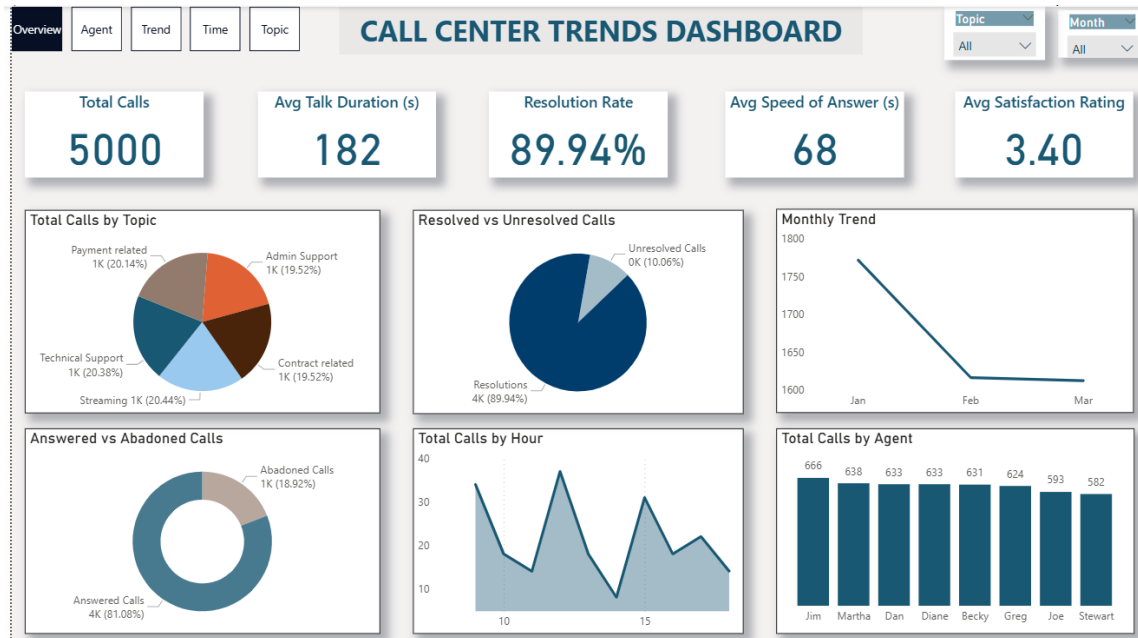 Overview
Agent
Trend
Time
Topic
CALL CENTER TRENDS DASHBOARD
Topic
All
Month
All
Total Calls
5000
Avg Talk Duration (s)
182
Resolution Rate
89.94%
Avg Speed of Answer (s)
68
Avg Satisfaction Rating
3.40
Total Calls by Topic
Payment related
1K (20.14%)
Admin Support
1K (19.52%)
Technical Support
1K (20.38%)
Contract related
1K (19.52%)
Streaming 1K (20.44%)
Resolved vs Unresolved Calls
Unresolved Calls
0K (10.06%)
Resolutions
4K (89.94%)
Monthly Trend
1800
1750
1700
1650
1600
Jan Feb Mar
Answered vs Abadoned Calls
Abadoned Calls
1K (18.92%)
Answered Calls
4K (81.08%)
Total Calls by Hour
40
30
20
10
10 15
Total Calls by Agent
666 638 633 633 631 624 593 582
Jim Martha Dan Diane Becky Greg Joe Stewart